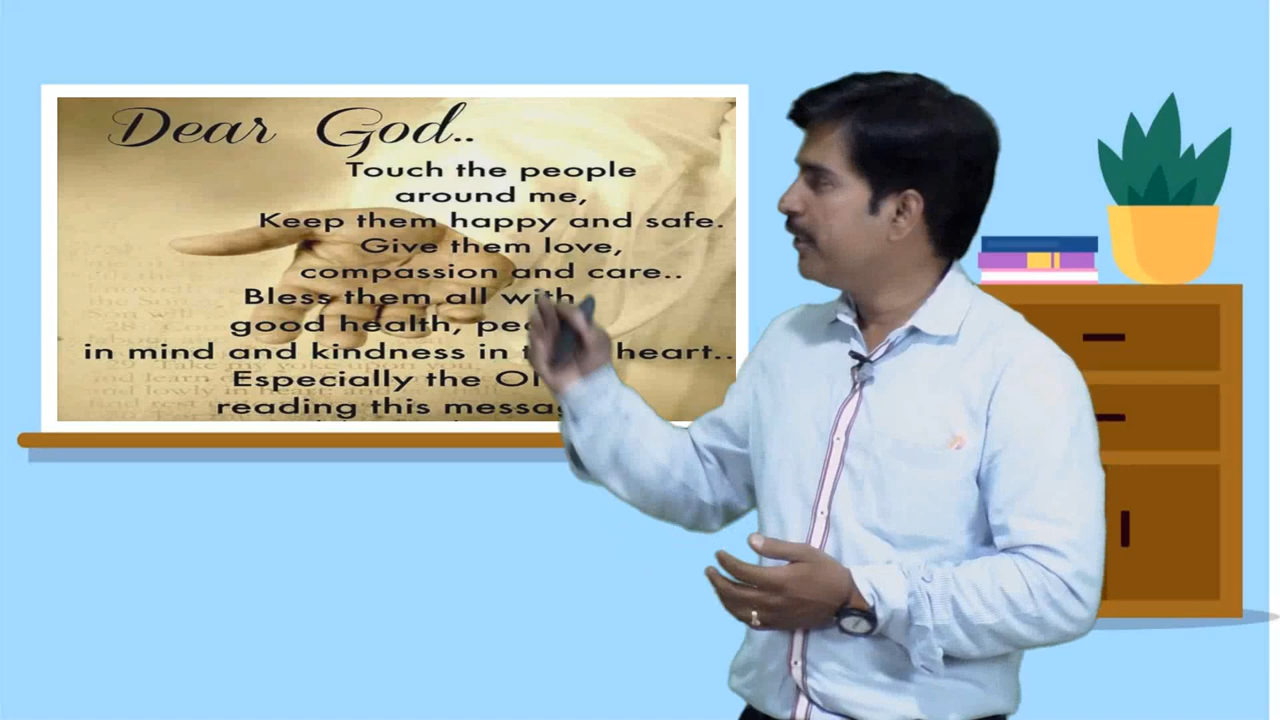 Dear God..
Touch the people
around me,
Keep them happy and safe.
Give them love,
compassion and care..
Bless them all with
good health,
in mind and kindness in heart..
Especially the
reading this message